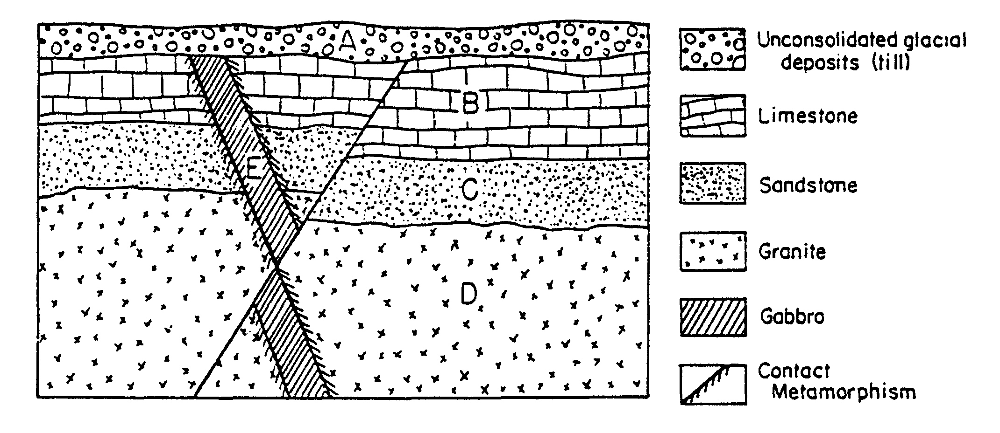 A
B
C
D
E
Unconsolidated glacial
deposits (till)
Limestone
Sandstone
Granite
Gabbro
Contact
Metamorphism